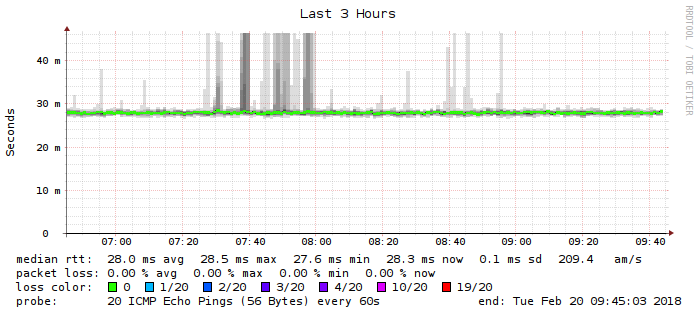 Last 3 Hours
RRDTOOL / TOBI OETIKER
Seconds
40 m
30 m
20 m
10 m
0
07:00 07:20 07:40 08:00 08:20 08:40 09:00 09:20 09:40
median rtt: 28.0 ms avg 28.5 ms max 27.6 ms min 28.3 ms now 0.1 ms sd 209.4 am/s
packet loss: 0.00 % avg 0.00 % max 0.00 % min 0.00 % now
loss color: 0 1/20 2/20 3/20 4/20 10/20 19/20
probe: 20 ICMP Echo Pings (56 Bytes) every 60s end: Tue Feb 20 09:45:03 2018